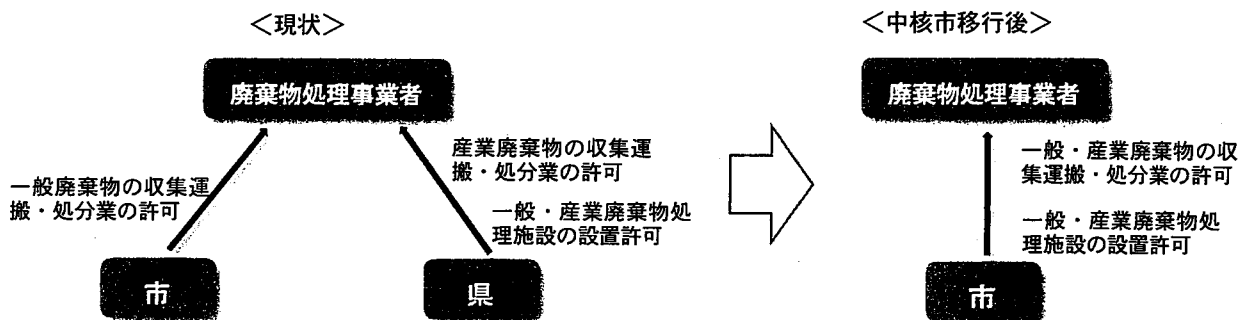 ＜現状＞
廃棄物処理事業者
一般廃棄物の収集運
搬・処分業の許可
産業廃棄物の収集運
搬・処分業の許可
一般・産業廃棄物処
理施設の設置許可
市
県
＜中核市移行後＞
廃棄物処理事業者
一般・産業廃棄物の収
集運搬・処分業の許可
一般・産業廃棄物処
理施設の設置許可
市